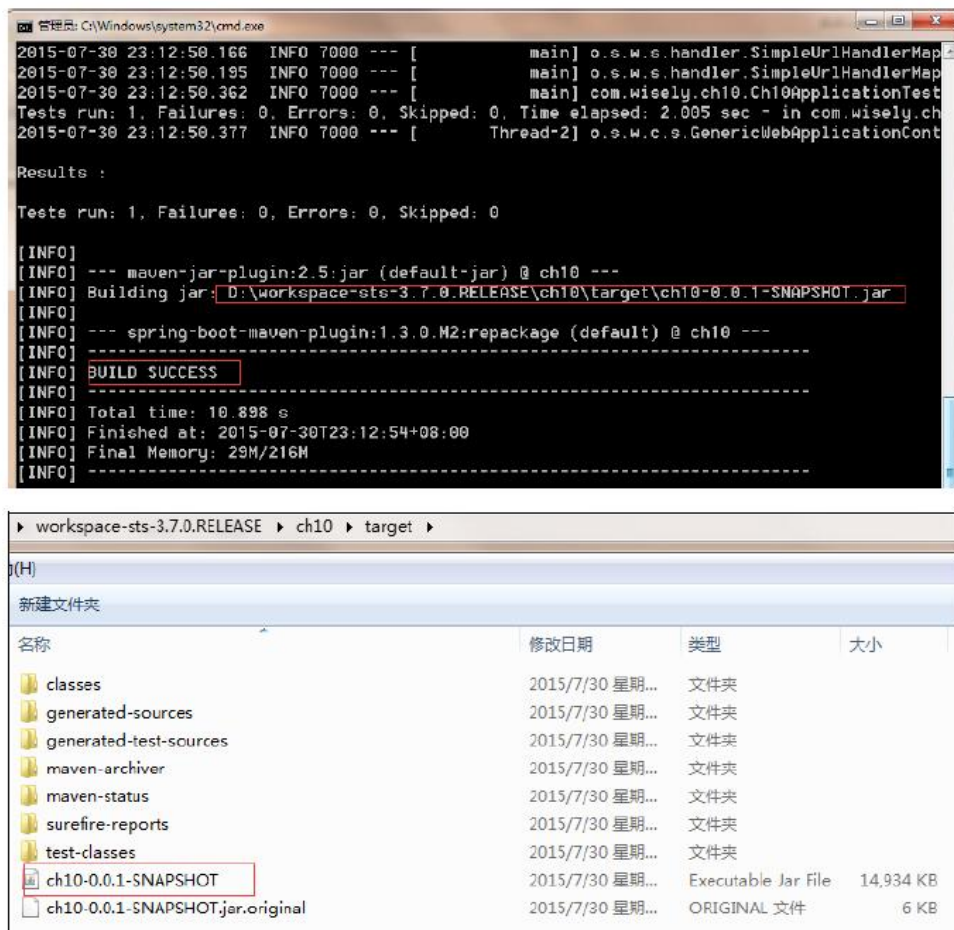 管理员: C:\Windows\system32\cmd.exe
2015-07-30 23:12:50.166 INFO 7000 --- [ main] o.s.w.s.handler.SimpleUrlHandlerMap
2015-07-30 23:12:50.195 INFO 7000 --- [ main] o.s.w.s.handler.SimpleUrlHandlerMap
2015-07-30 23:12:50.362 INFO 7000 --- [ main] com.wisely.ch10.Ch10ApplicationTest
Tests run: 1, Failures: 0, Errors: 0, Skipped: 0, Time elapsed: 2.005 sec - in com.wisely.ch
2015-07-30 23:12:50.377 INFO 7000 --- [ Thread-2] o.s.w.c.s.GenericWebApplicationCont
Results :
Tests run: 1, Failures: 0, Errors: 0, Skipped: 0
[INFO]
[INFO] --- maven-jar-plugin:2.5:jar (default-jar) @ ch10 ---
[INFO] Building jar: D:\workspace-sts-3.7.0.RELEASE\ch10\target\ch10-0.0.1-SNAPSHOT.jar
[INFO]
[INFO] --- spring-boot-maven-plugin:1.3.0.M2:repackage (default) @ ch10 ---
[INFO] ------------------------------------------------------------------------
[INFO] BUILD SUCCESS
[INFO] ------------------------------------------------------------------------
[INFO] Total time: 10.898 s
[INFO] Finished at: 2015-07-30T23:12:54+08:00
[INFO] Final Memory: 29M/216M
[INFO] ------------------------------------------------------------------------
workspace-sts-3.7.0.RELEASE ▸ ch10 ▸ target ▸
(H)
新建文件夹
名称 修改日期 类型 大小
classes 2015/7/30 星期... 文件夹
generated-sources 2015/7/30 星期... 文件夹
generated-test-sources 2015/7/30 星期... 文件夹
maven-archiver 2015/7/30 星期... 文件夹
maven-status 2015/7/30 星期... 文件夹
surefire-reports 2015/7/30 星期... 文件夹
test-classes 2015/7/30 星期... 文件夹
ch10-0.0.1-SNAPSHOT 2015/7/30 星期... Executable Jar File 14,934 KB
ch10-0.0.1-SNAPSHOT.jar.original 2015/7/30 星期... ORIGINAL 文件 6 KB